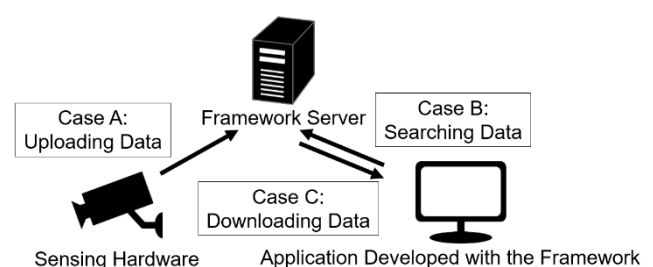 Case A:
Uploading Data
Framework Server
Case B:
Searching Data
Case C:
Downloading Data
Sensing Hardware
Application Developed with the Framework